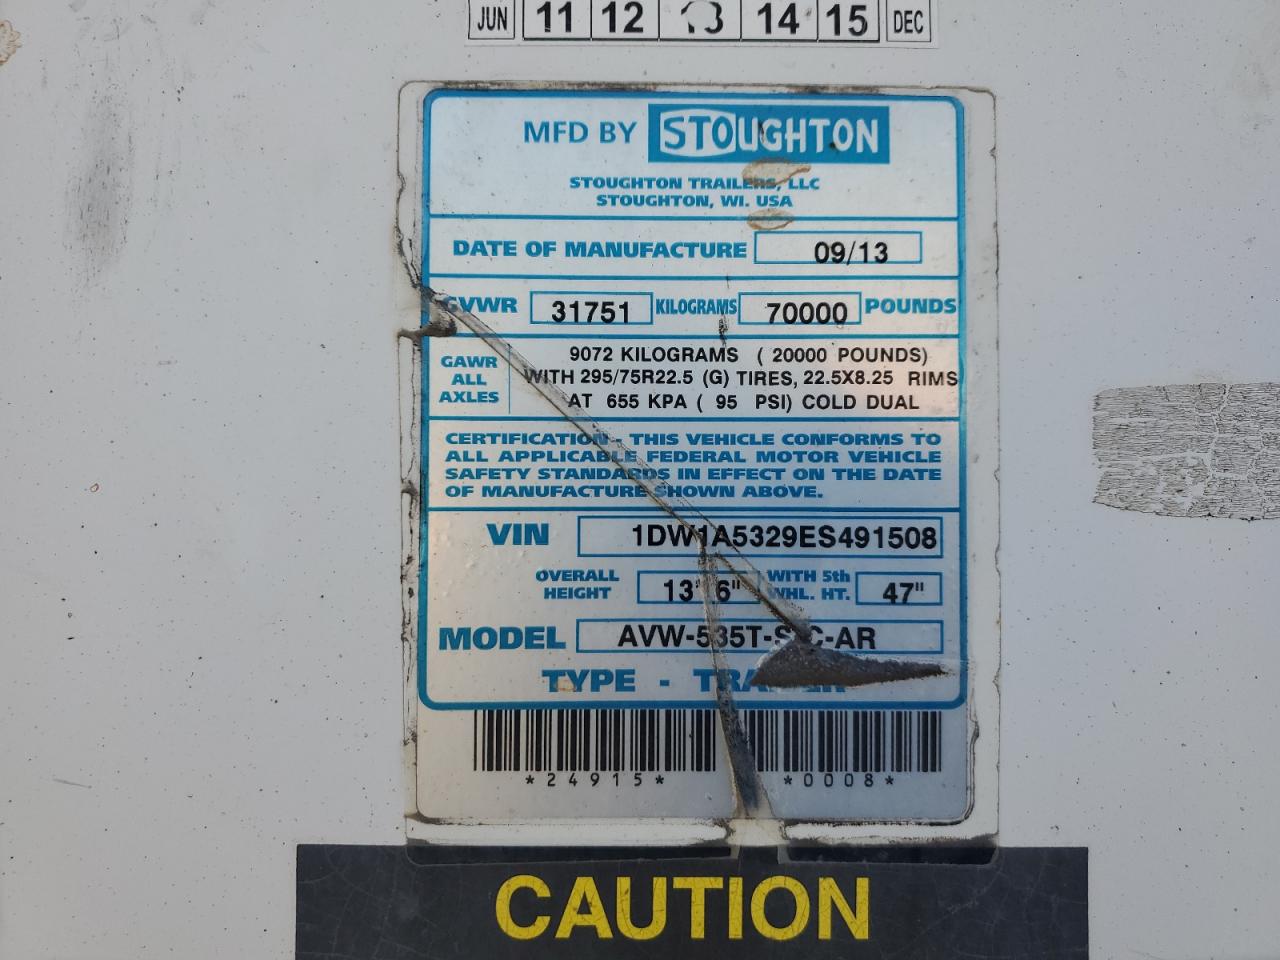 JUN 11 12 13 14 15 DEC
MFD BY STOUGHTON
STOUGHTON TRAILERS, LLC
STOUGHTON, WI. USA
DATE OF MANUFACTURE 09/13
GVWR 31751 KILOGRAMS 70000 POUNDS
GAWR ALL AXLES
9072 KILOGRAMS ( 20000 POUNDS)
WITH 295/75R22.5 (G) TIRES, 22.5X8.25 RIMS
AT 655 KPA ( 95 PSI) COLD DUAL
CERTIFICATION - THIS VEHICLE CONFORMS TO
ALL APPLICABLE FEDERAL MOTOR VEHICLE
SAFETY STANDARDS IN EFFECT ON THE DATE
OF MANUFACTURE SHOWN ABOVE.
VIN 1DW1A5329ES491508
OVERALL HEIGHT 13' 6" WITH 5th WHL. HT. 47"
MODEL AVW-535T-S-C-AR
TYPE - TRAILER
*24915* *0008*
CAUTION